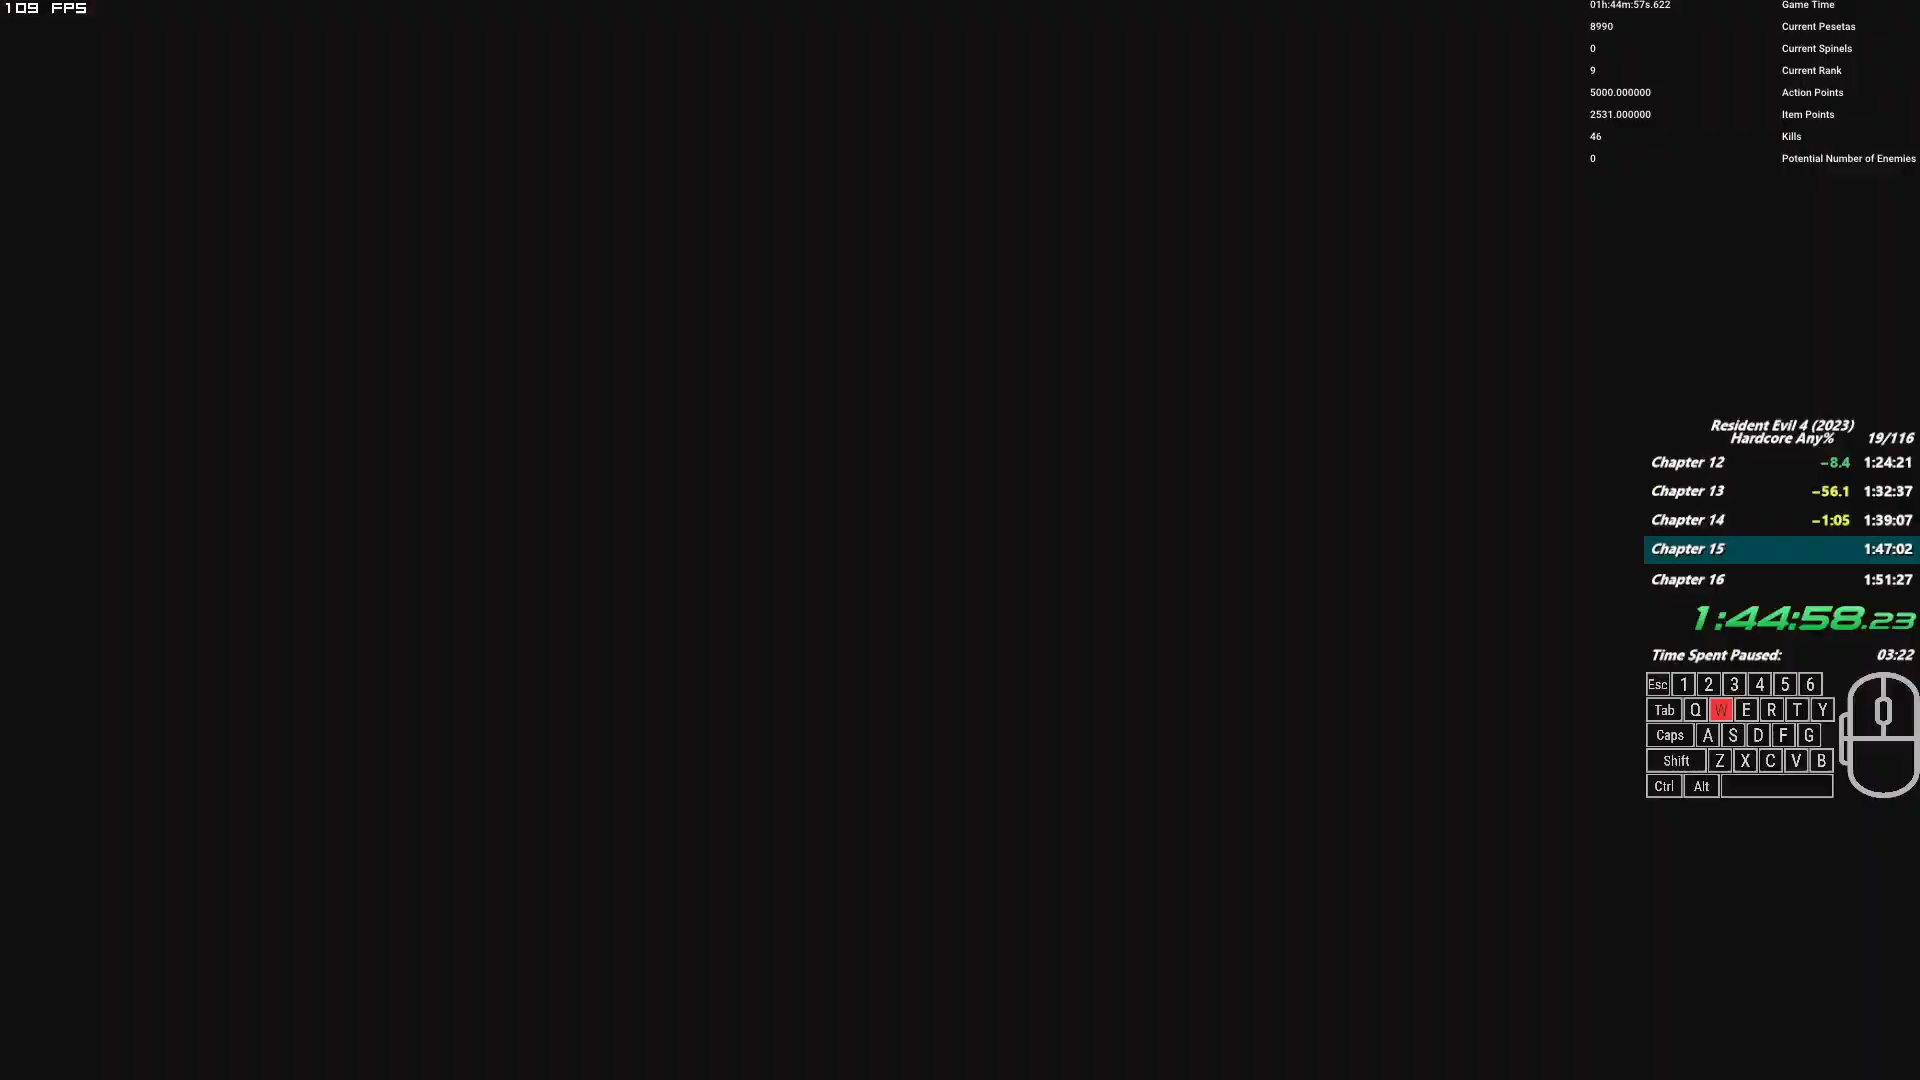 109 FPS
01h:44m:57s.622 Game Time
8990 Current Pesetas
0 Current Spinels
9 Current Rank
5000.000000 Action Points
2531.000000 Item Points
46 Kills
0 Potential Number of Enemies
Resident Evil 4 (2023)
Hardcore Any% 19/116
Chapter 12 −8.4 1:24:21
Chapter 13 −56.1 1:32:37
Chapter 14 −1:05 1:39:07
Chapter 15 1:47:02
Chapter 16 1:51:27
1:44:58.23
Time Spent Paused: 03:22
Esc 1 2 3 4 5 6
Tab Q W E R T Y
Caps A S D F G
Shift Z X C V B
Ctrl Alt